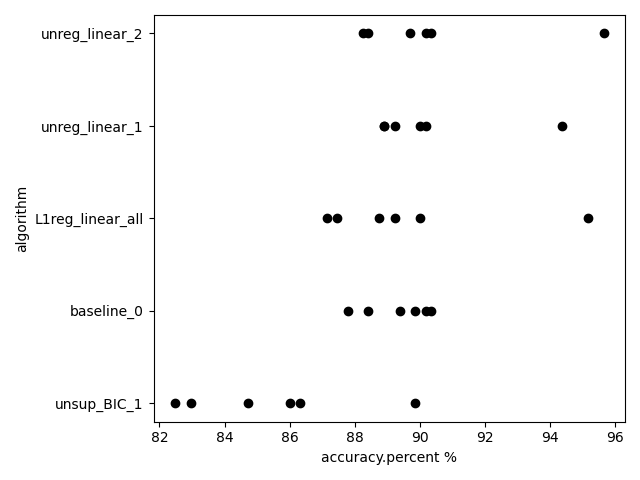 unreg_linear_2
unreg_linear_1
L1reg_linear_all
baseline_0
unsup_BIC_1
algorithm
82 84 86 88 90 92 94 96
accuracy.percent %